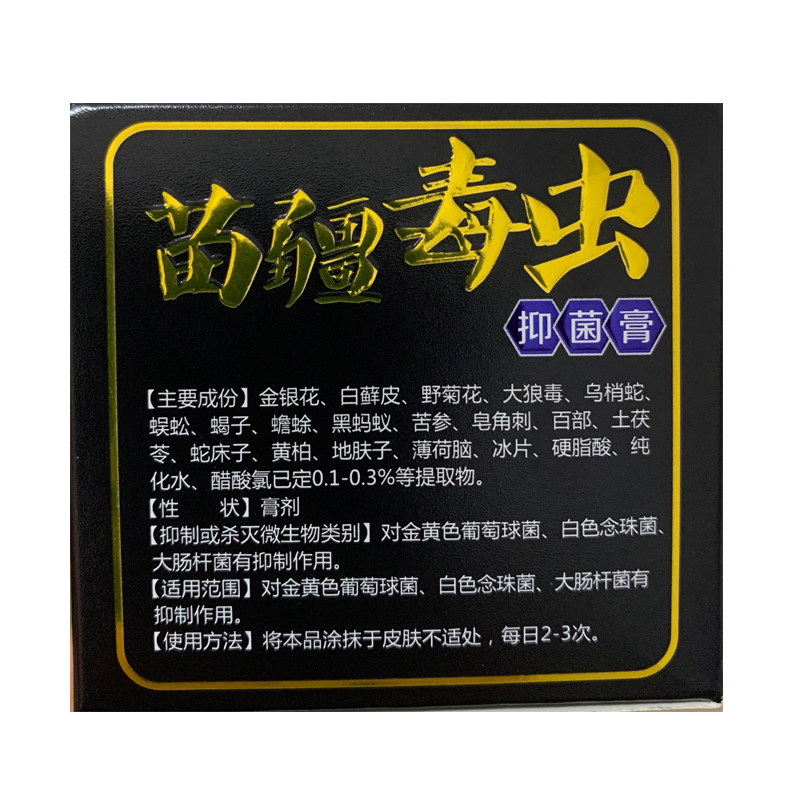 苗疆毒虫
抑菌膏
【主要成份】金银花、白藓皮、野菊花、大狼毒、乌梢蛇、
蜈蚣、蝎子、蟾蜍、黑蚂蚁、苦参、皂角刺、百部、土茯
苓、蛇床子、黄柏、地肤子、薄荷脑、冰片、硬脂酸、纯
化水、醋酸氯已定0.1-0.3%等提取物。
【性　　状】膏剂
【抑制或杀灭微生物类别】对金黄色葡萄球菌、白色念珠菌、
大肠杆菌有抑制作用。
【适用范围】对金黄色葡萄球菌、白色念珠菌、大肠杆菌有
抑制作用。
【使用方法】将本品涂抹于皮肤不适处，每日2-3次。